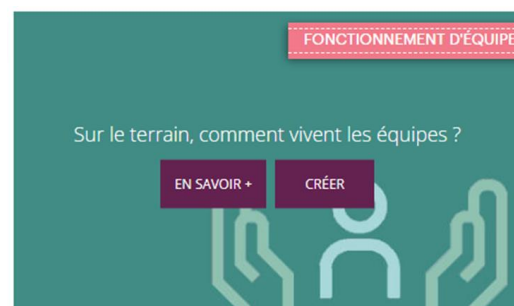 FONCTIONNEMENT D'ÉQUIPE
Sur le terrain, comment vivent les équipes ?
EN SAVOIR +
CRÉER